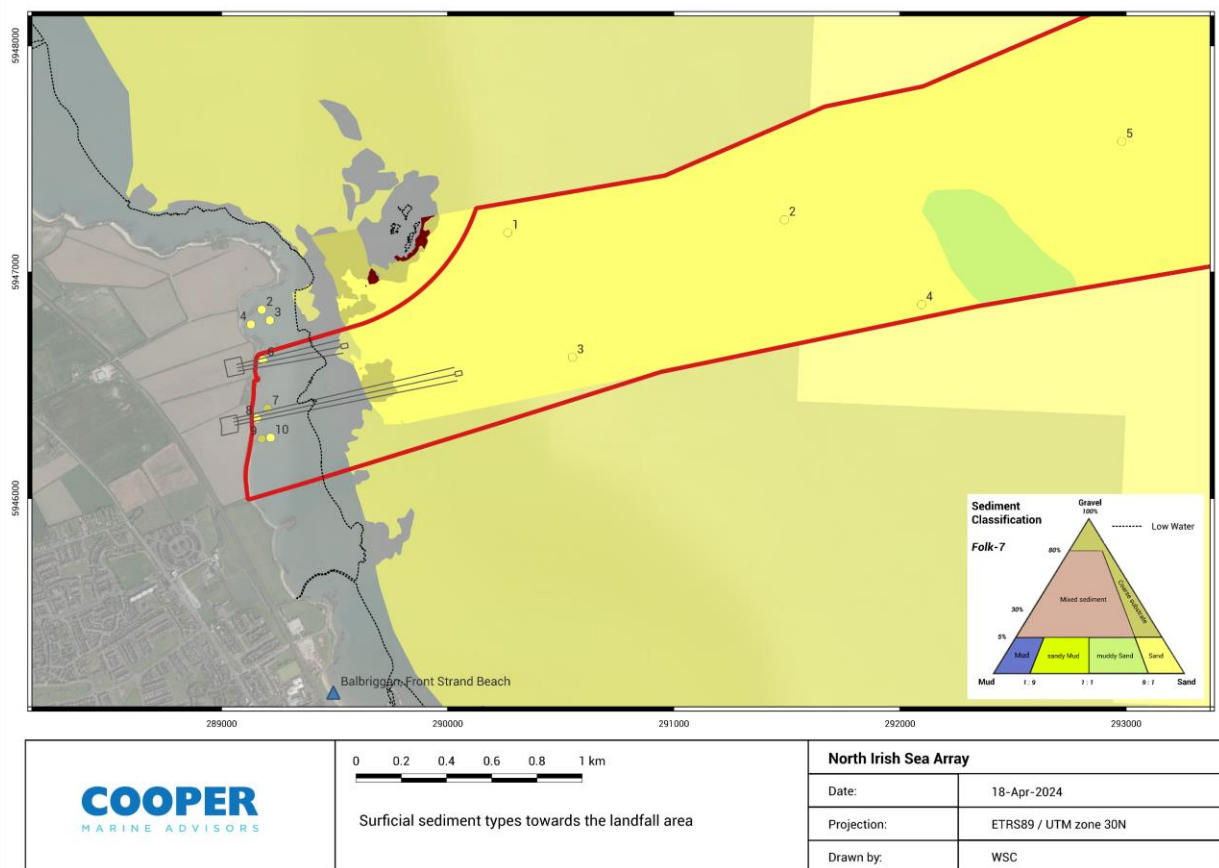 5948000
5947000
5946000
1
2
3
4
5
2
3
4
6
7
8
9
10
Balbriggan, Front Strand Beach
289000
290000
291000
292000
293000
Sediment
Classification
Folk-7
Gravel
100%
Low Water
80%
30%
5%
Mixed sediment
Coarse substrate
Mud
sandy Mud
muddy Sand
Sand
Mud
1 : 9
1 : 1
9 : 1
Sand
COOPER
MARINE ADVISORS
0 0.2 0.4 0.6 0.8 1 km
Surficial sediment types towards the landfall area
North Irish Sea Array
Date: 18-Apr-2024
Projection: ETRS89 / UTM zone 30N
Drawn by: WSC